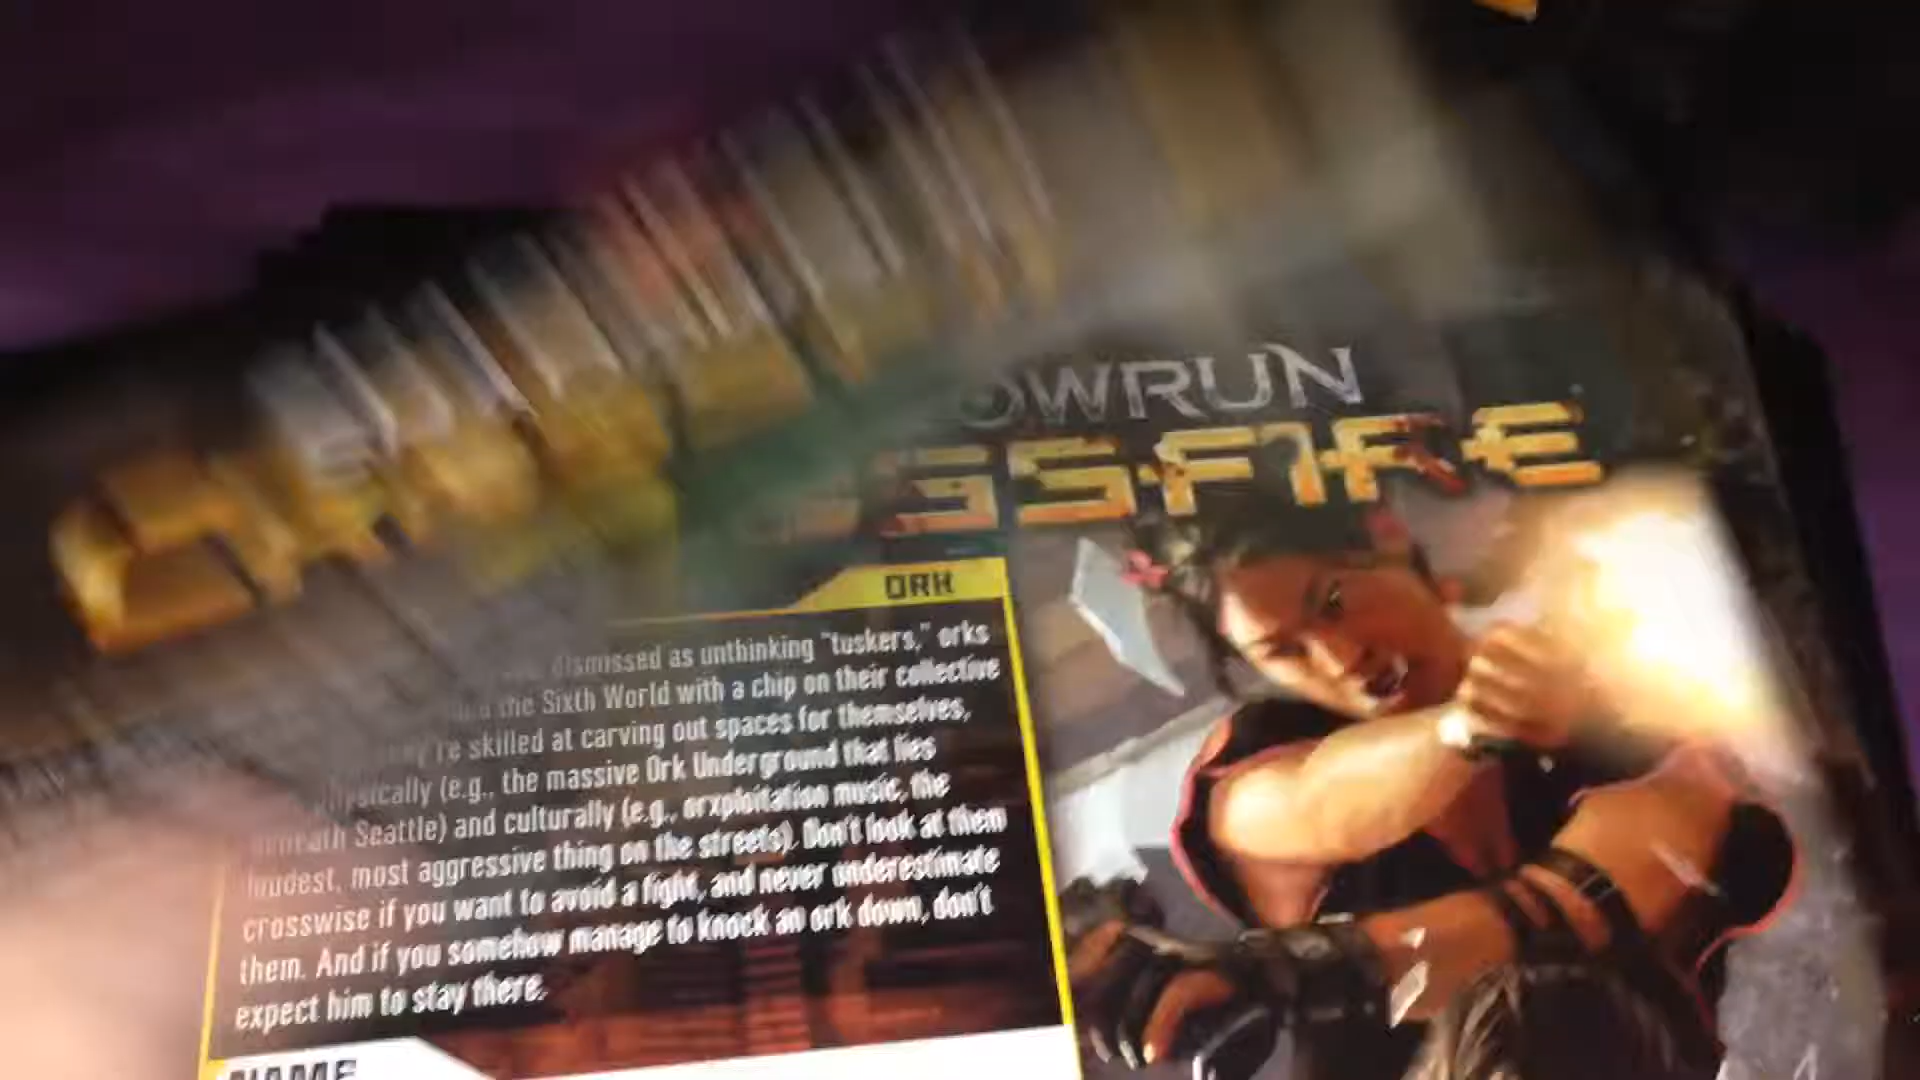 OWRUN
SSFIRE
ORK
dismissed as unthinking "tuskers," orks
the Sixth World with a chip on their collective
skilled at carving out spaces for themselves,
physically (e.g., the massive Ork Underground that lies
beneath Seattle) and culturally (e.g., orxploitation music, the
loudest, most aggressive thing on the streets). Don't look at them
crosswise if you want to avoid a fight, and never underestimate
them. And if you somehow manage to knock an ork down, don't
expect him to stay there.
NAME